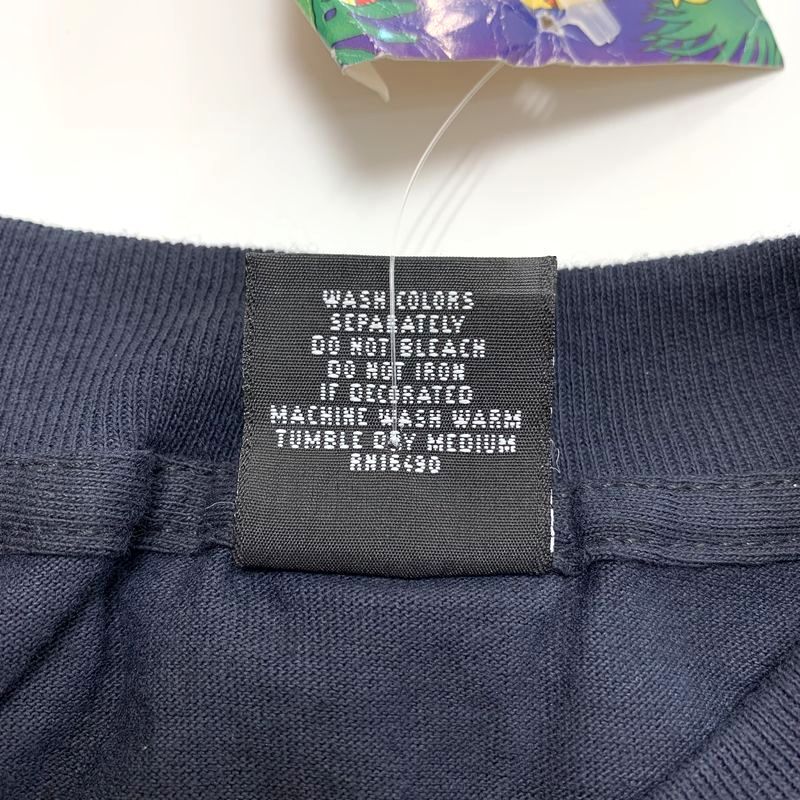 WASH COLORS
SEPARATELY
DO NOT BLEACH
DO NOT IRON
IF DECORATED
MACHINE WASH WARM
TUMBLE DRY MEDIUM
RN16490